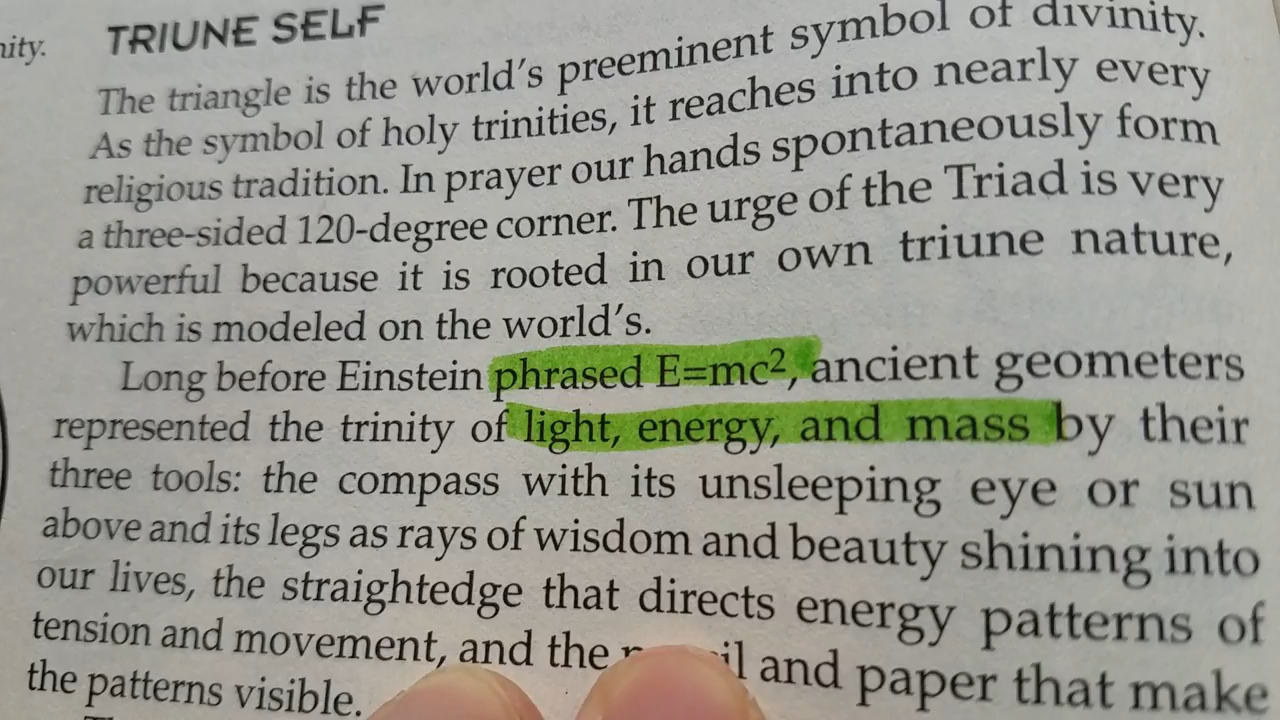 nity.
TRIUNE SELF
The triangle is the world's preeminent symbol of divinity.
As the symbol of holy trinities, it reaches into nearly every
religious tradition. In prayer our hands spontaneously form
a three-sided 120-degree corner. The urge of the Triad is very
powerful because it is rooted in our own triune nature,
which is modeled on the world's.
Long before Einstein phrased E=mc², ancient geometers
represented the trinity of light, energy, and mass by their
three tools: the compass with its unsleeping eye or sun
above and its legs as rays of wisdom and beauty shining into
our lives, the straightedge that directs energy patterns of
tension and movement, and the and paper that make
the patterns visible.